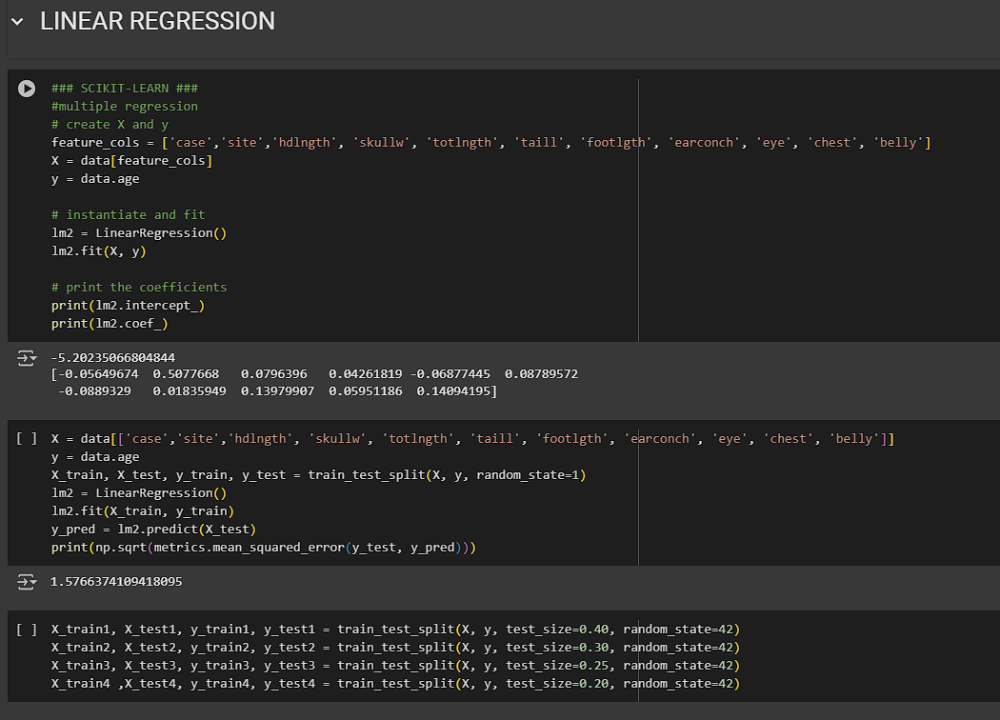 LINEAR REGRESSION
### SCIKIT-LEARN ###
#multiple regression
# create X and y
feature_cols = ['case','site','hdlngth', 'skullw', 'totlngth', 'taill', 'footlgth', 'earconch', 'eye', 'chest', 'belly']
X = data[feature_cols]
y = data.age
# instantiate and fit
lm2 = LinearRegression()
lm2.fit(X, y)
# print the coefficients
print(lm2.intercept_)
print(lm2.coef_)
-5.20235066804844
[-0.05649674 0.5077668 0.0796396 0.04261819 -0.06877445 0.08789572
-0.0889329 0.01835949 0.13979907 0.05951186 0.14094195]
[ ] X = data[['case','site','hdlngth', 'skullw', 'totlngth', 'taill', 'footlgth', 'earconch', 'eye', 'chest', 'belly']]
y = data.age
X_train, X_test, y_train, y_test = train_test_split(X, y, random_state=1)
lm2 = LinearRegression()
lm2.fit(X_train, y_train)
y_pred = lm2.predict(X_test)
print(np.sqrt(metrics.mean_squared_error(y_test, y_pred)))
1.5766374109418095
[ ] X_train1, X_test1, y_train1, y_test1 = train_test_split(X, y, test_size=0.40, random_state=42)
X_train2, X_test2, y_train2, y_test2 = train_test_split(X, y, test_size=0.30, random_state=42)
X_train3, X_test3, y_train3, y_test3 = train_test_split(X, y, test_size=0.25, random_state=42)
X_train4 ,X_test4, y_train4, y_test4 = train_test_split(X, y, test_size=0.20, random_state=42)